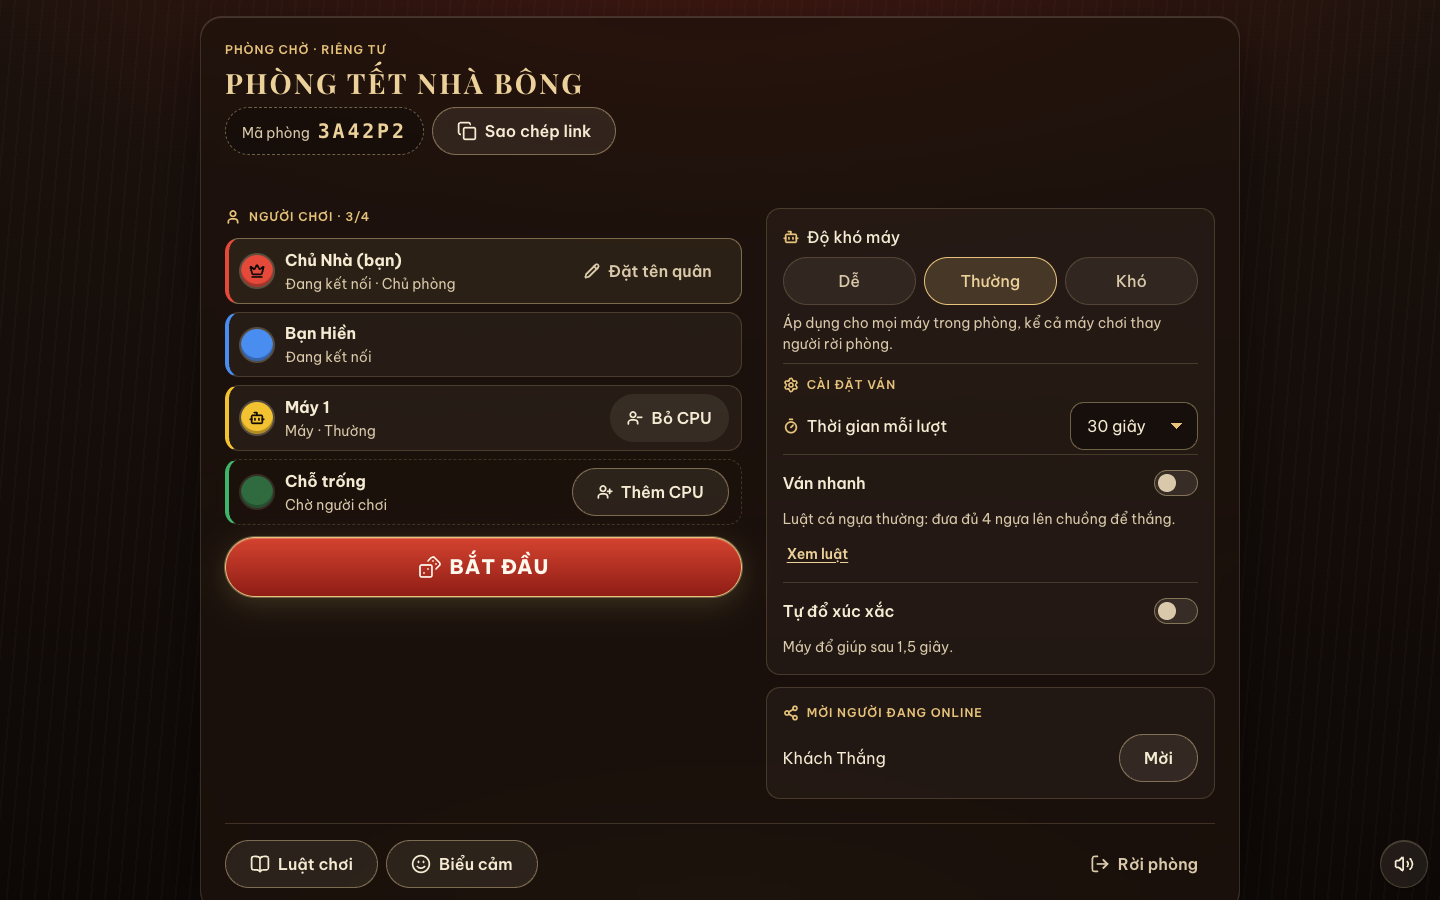 PHÒNG CHỜ · RIÊNG TƯ
PHÒNG TẾT NHÀ BÔNG
Mã phòng 3A42P2
Sao chép link
NGƯỜI CHƠI · 3/4
Chủ Nhà (bạn)
Đang kết nối · Chủ phòng
Đặt tên quân
Bạn Hiền
Đang kết nối
Máy 1
Máy · Thường
Bỏ CPU
Chỗ trống
Chờ người chơi
Thêm CPU
BẮT ĐẦU
Độ khó máy
Dễ
Thường
Khó
Áp dụng cho mọi máy trong phòng, kể cả máy chơi thay
người rời phòng.
CÀI ĐẶT VÁN
Thời gian mỗi lượt
30 giây
Ván nhanh
Luật cá ngựa thường: đưa đủ 4 ngựa lên chuồng để thắng.
Xem luật
Tự đổ xúc xắc
Máy đổ giúp sau 1,5 giây.
MỜI NGƯỜI ĐANG ONLINE
Khách Thắng
Mời
Luật chơi
Biểu cảm
Rời phòng